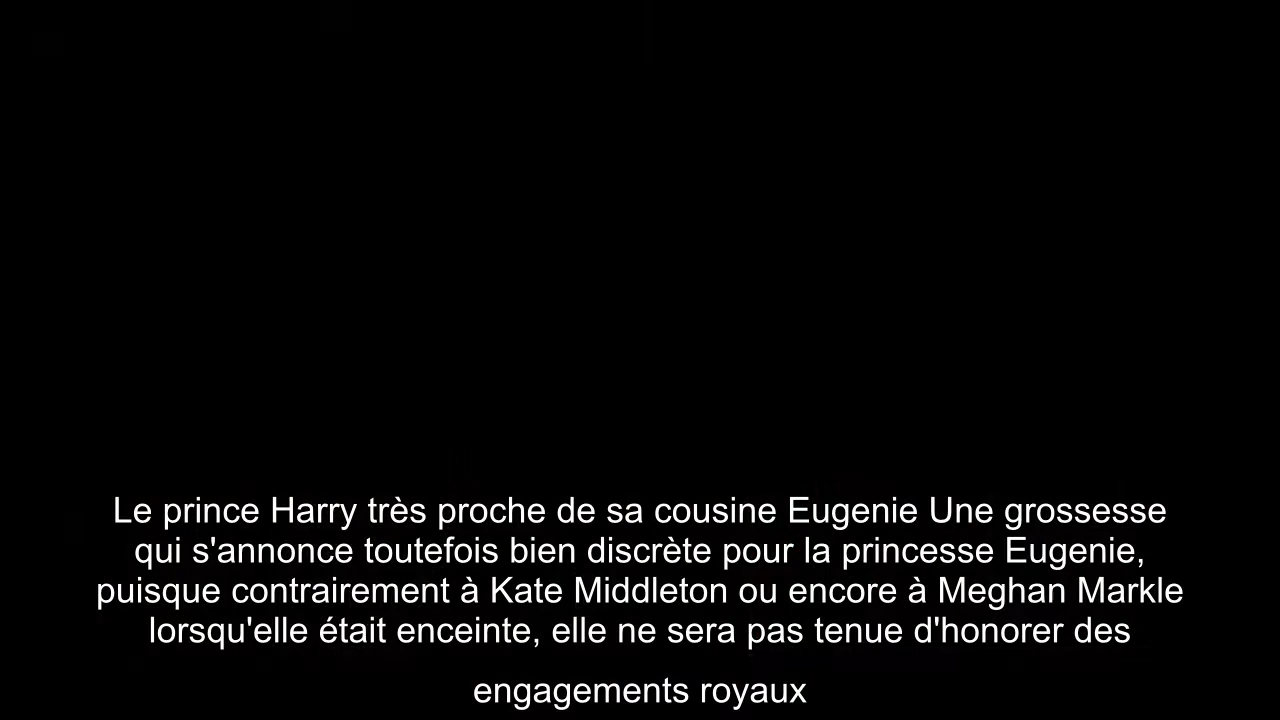 Le prince Harry très proche de sa cousine Eugenie Une grossesse
qui s'annonce toutefois bien discrète pour la princesse Eugenie,
puisque contrairement à Kate Middleton ou encore à Meghan Markle
lorsqu'elle était enceinte, elle ne sera pas tenue d'honorer des
engagements royaux